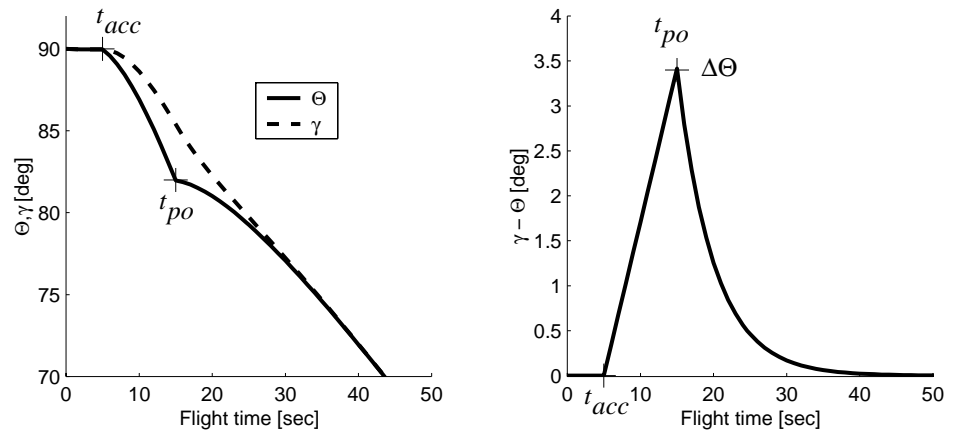 t_acc
90
85
80
75
70
Θ,γ [deg]
Θ
γ
t_po
0 10 20 30 40 50
Flight time [sec]
4
3.5
3
2.5
2
1.5
1
0.5
0
γ − Θ [deg]
t_po
ΔΘ
t_acc
0 10 20 30 40 50
Flight time [sec]